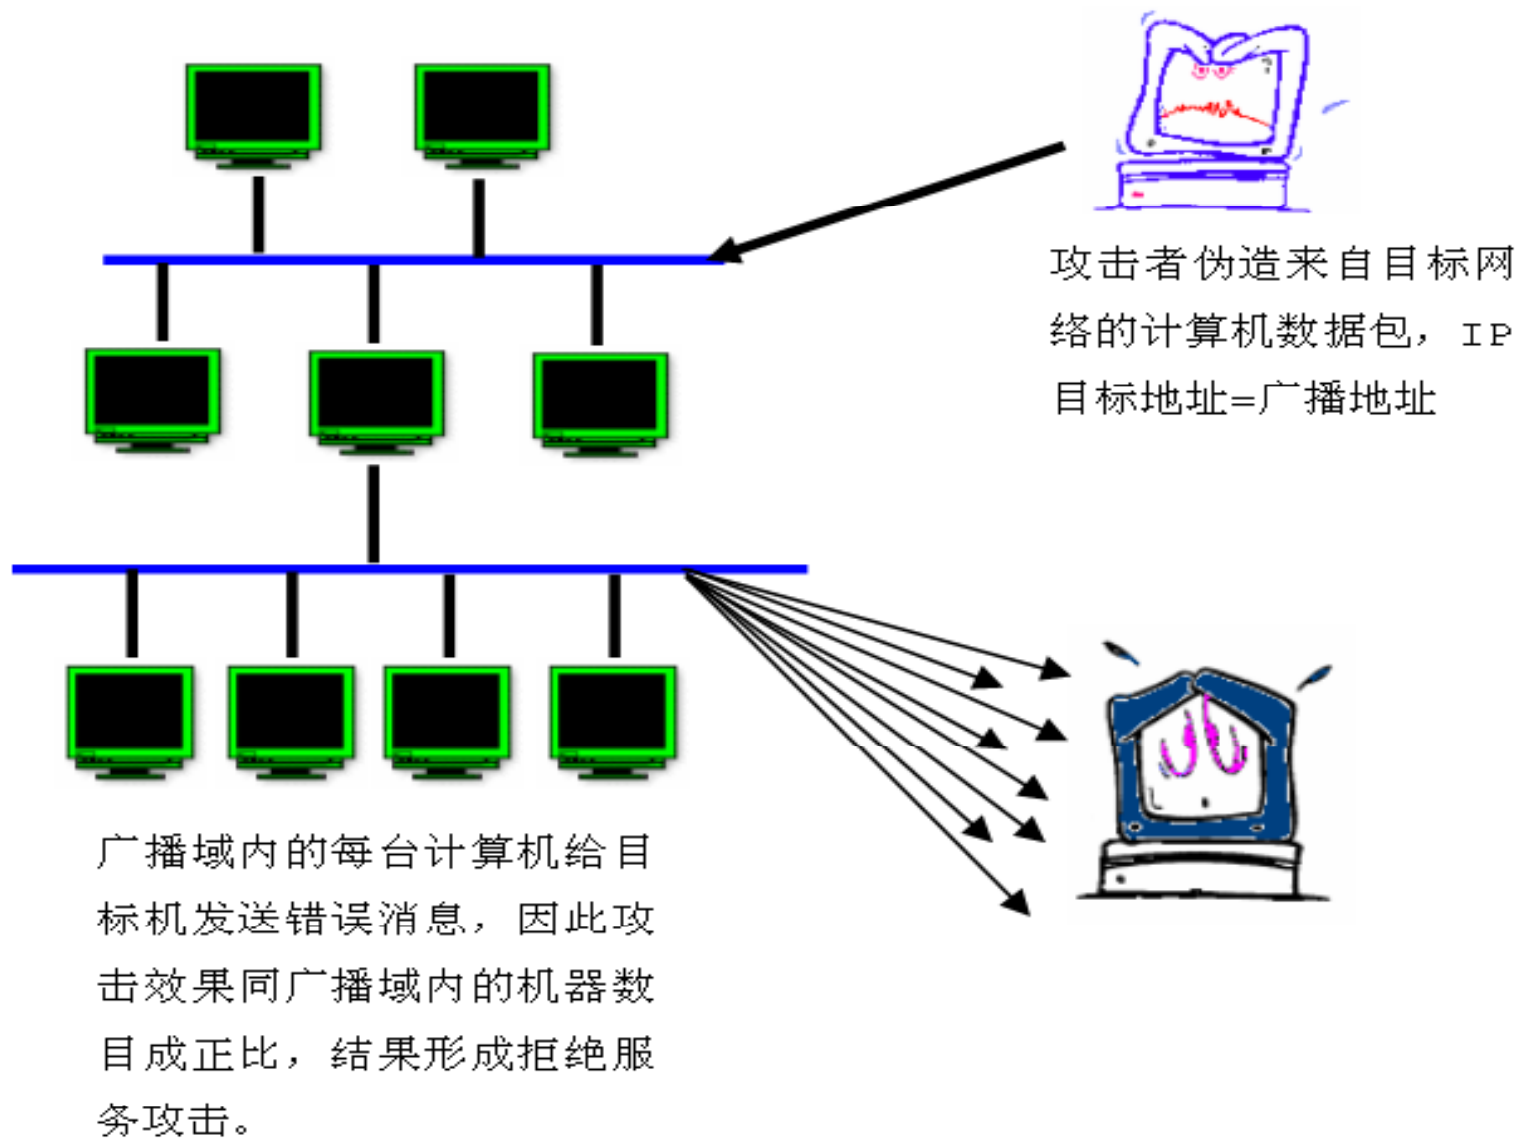 攻击者伪造来自目标网
络的计算机数据包，IP
目标地址=广播地址
广播域内的每台计算机给目
标机发送错误消息，因此攻
击效果同广播域内的机器数
目成正比，结果形成拒绝服
务攻击。